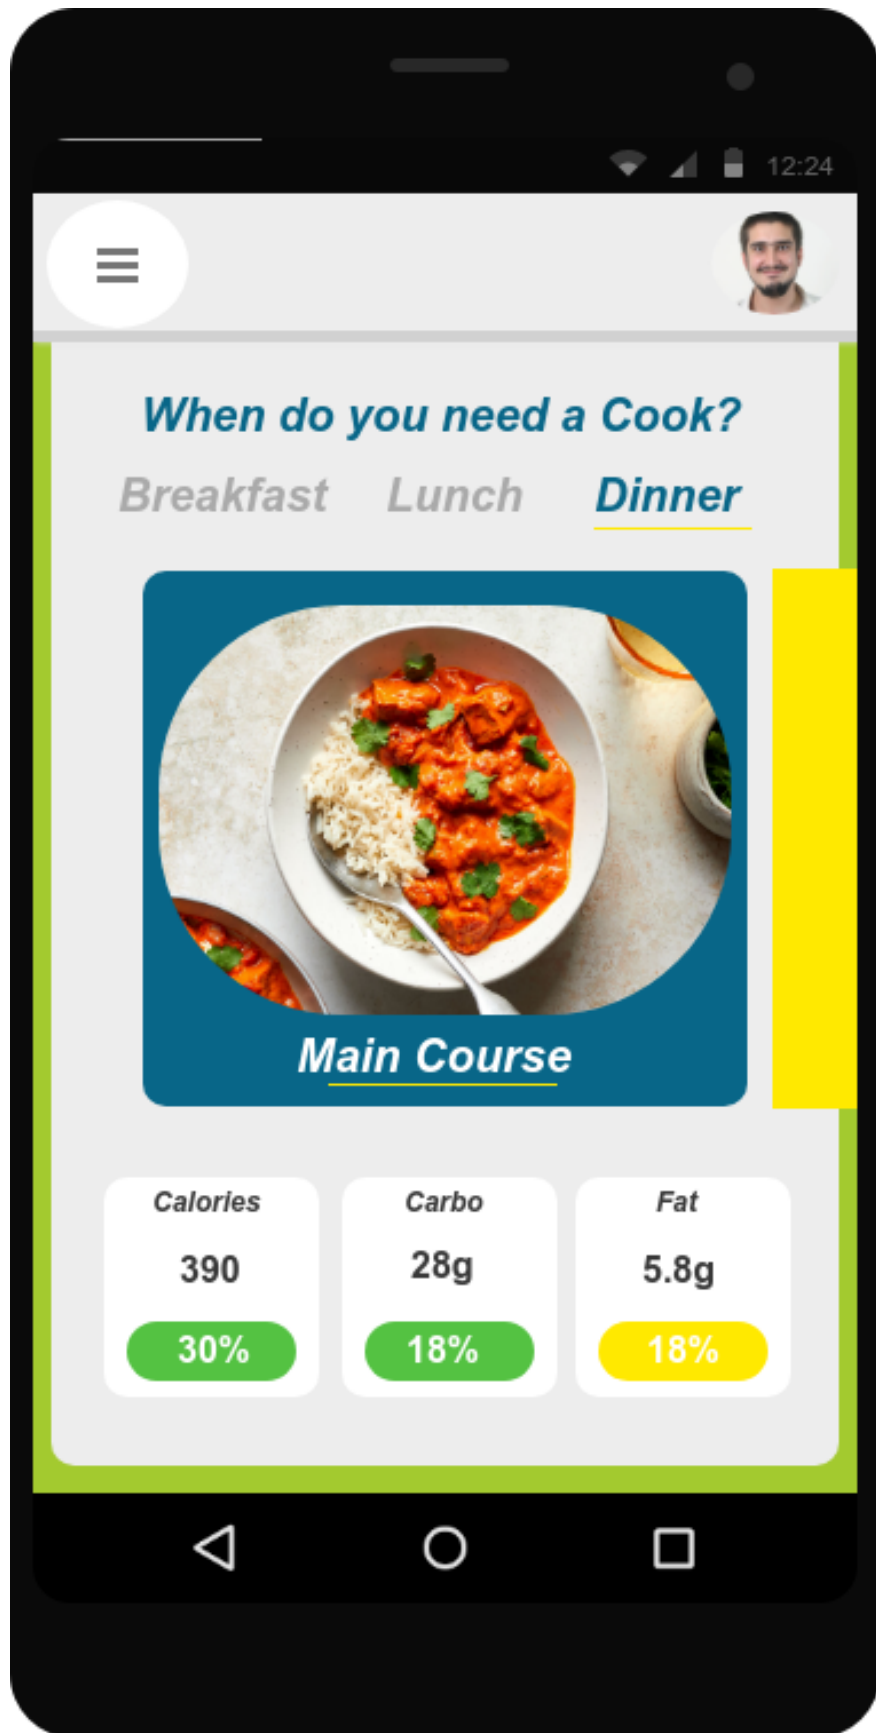 12:24
When do you need a Cook?
Breakfast Lunch Dinner
Main Course
Calories Carbo Fat
390 28g 5.8g
30% 18% 18%